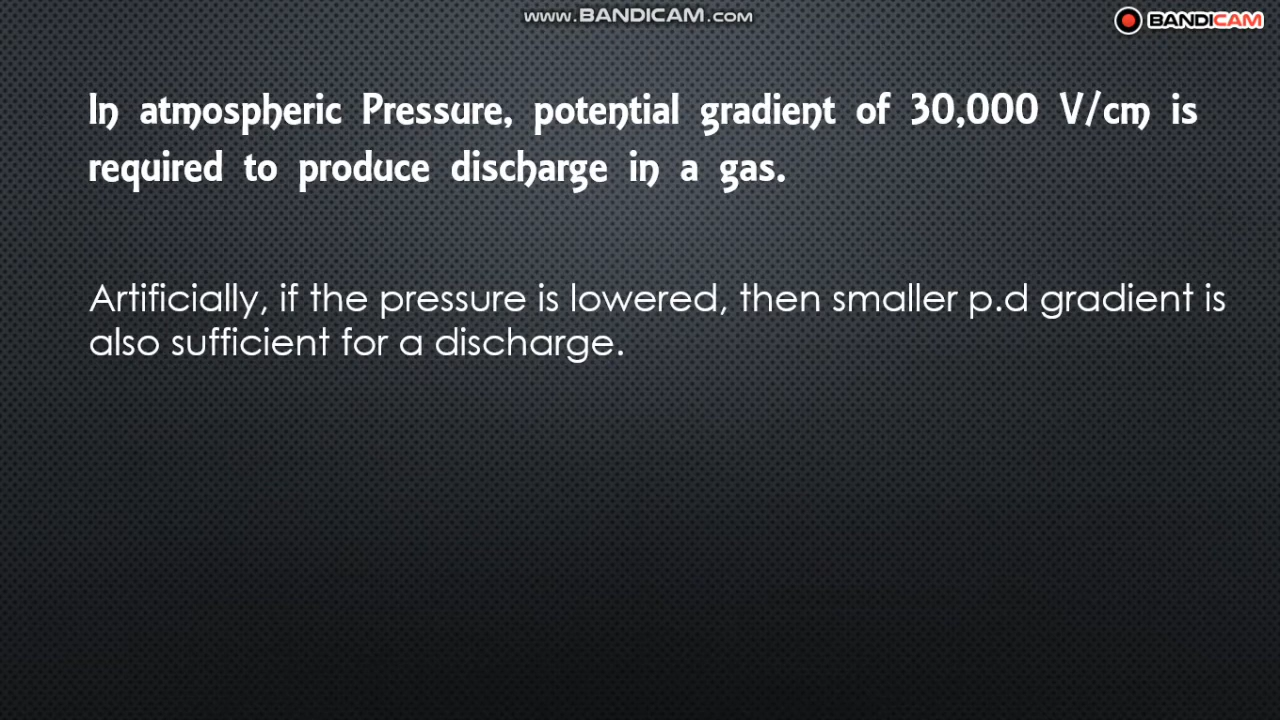 www.BANDICAM.com
BANDICAM
In atmospheric Pressure, potential gradient of 30,000 V/cm is
required to produce discharge in a gas.
Artificially, if the pressure is lowered, then smaller p.d gradient is
also sufficient for a discharge.